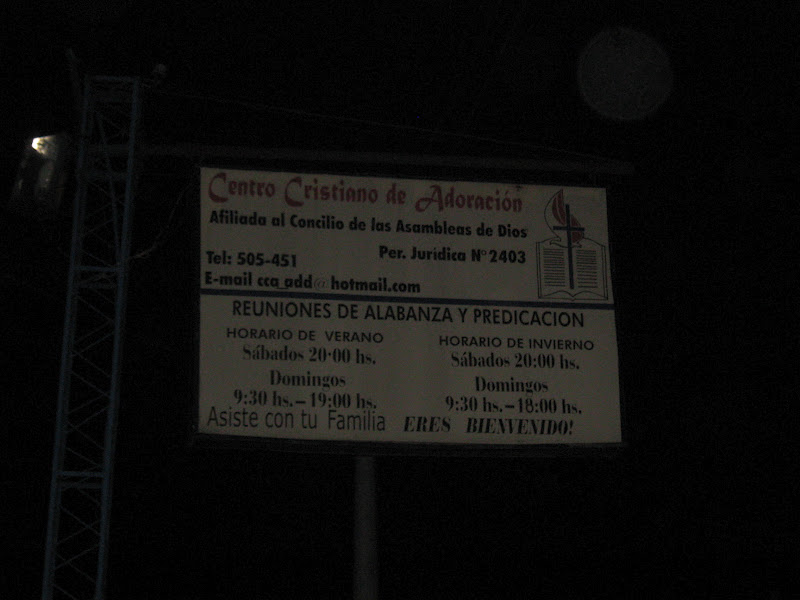 Centro Cristiano de Adoración
Afiliada al Concilio de las Asambleas de Dios
Tel: 505-451 Per. Jurídica N° 2403
E-mail cca_add@hotmail.com
REUNIONES DE ALABANZA Y PREDICACION
HORARIO DE VERANO
Sábados 20:00 hs.
Domingos
9:30 hs.-19:00 hs.
HORARIO DE INVIERNO
Sábados 20:00 hs.
Domingos
9:30 hs.-18:00 hs.
Asiste con tu Familia ERES BIENVENIDO!